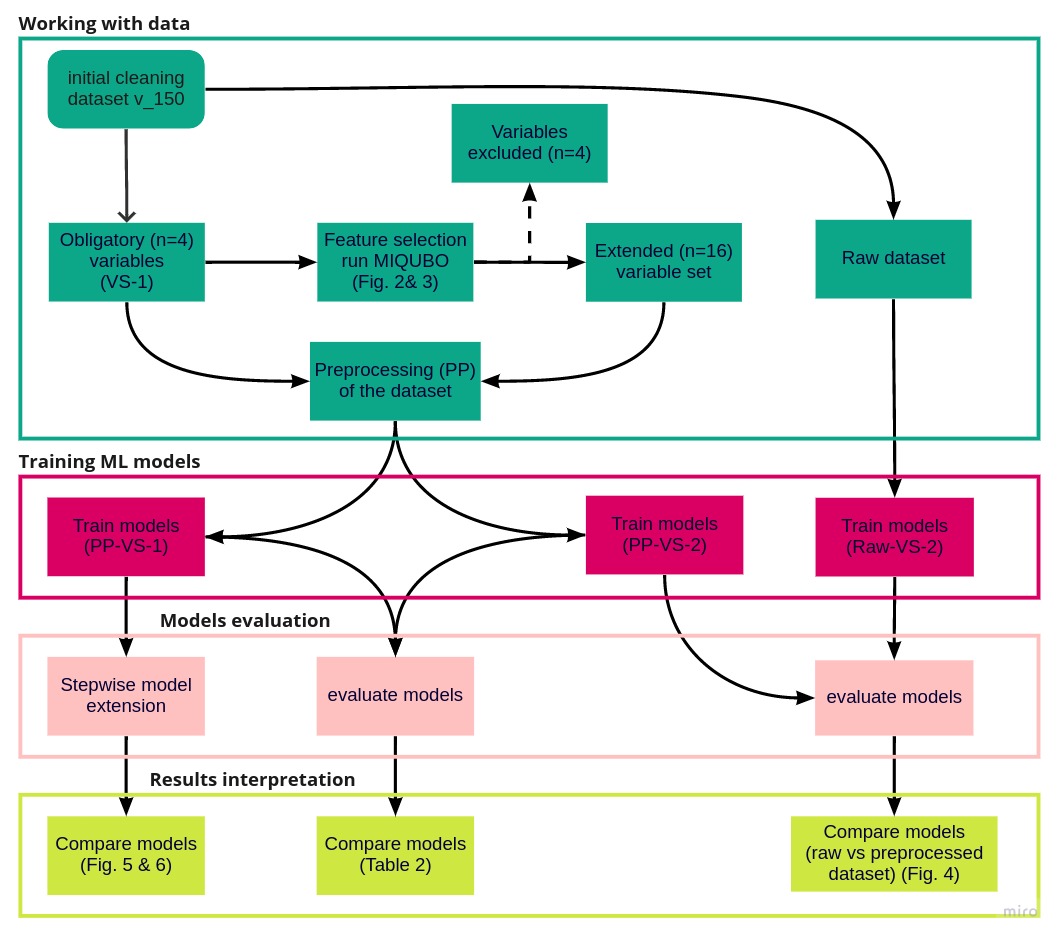 Working with data
initial cleaning
dataset v_150
Variables
excluded (n=4)
Obligatory (n=4)
variables
(VS-1)
Feature selection
run MIQUBO
(Fig. 2& 3)
Extended (n=16)
variable set
Raw dataset
Preprocessing (PP)
of the dataset
Training ML models
Train models
(PP-VS-1)
Train models
(PP-VS-2)
Train models
(Raw-VS-2)
Models evaluation
Stepwise model
extension
evaluate models
evaluate models
Results interpretation
Compare models
(Fig. 5 & 6)
Compare models
(Table 2)
Compare models
(raw vs preprocessed
dataset) (Fig. 4)
miro